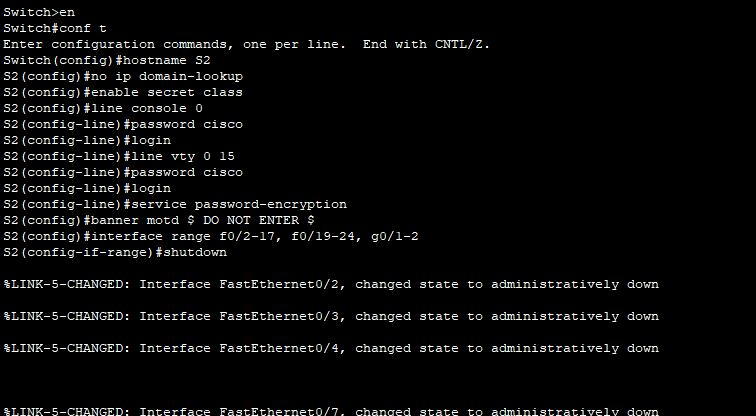 Switch>en
Switch#conf t
Enter configuration commands, one per line.  End with CNTL/Z.
Switch(config)#hostname S2
S2(config)#no ip domain-lookup
S2(config)#enable secret class
S2(config)#line console 0
S2(config-line)#password cisco
S2(config-line)#login
S2(config-line)#line vty 0 15
S2(config-line)#password cisco
S2(config-line)#login
S2(config-line)#service password-encryption
S2(config)#banner motd $ DO NOT ENTER $
S2(config)#interface range f0/2-17, f0/19-24, g0/1-2
S2(config-if-range)#shutdown
%LINK-5-CHANGED: Interface FastEthernet0/2, changed state to administratively down
%LINK-5-CHANGED: Interface FastEthernet0/3, changed state to administratively down
%LINK-5-CHANGED: Interface FastEthernet0/4, changed state to administratively down
%LINK-5-CHANGED: Interface FastEthernet0/7, changed state to administratively down